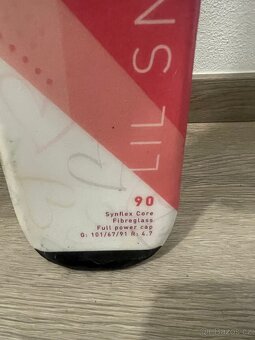 LIL SN
90
Synflex Core
Fibreglass
Full power cap
G: 101/67/91 R: 4.7